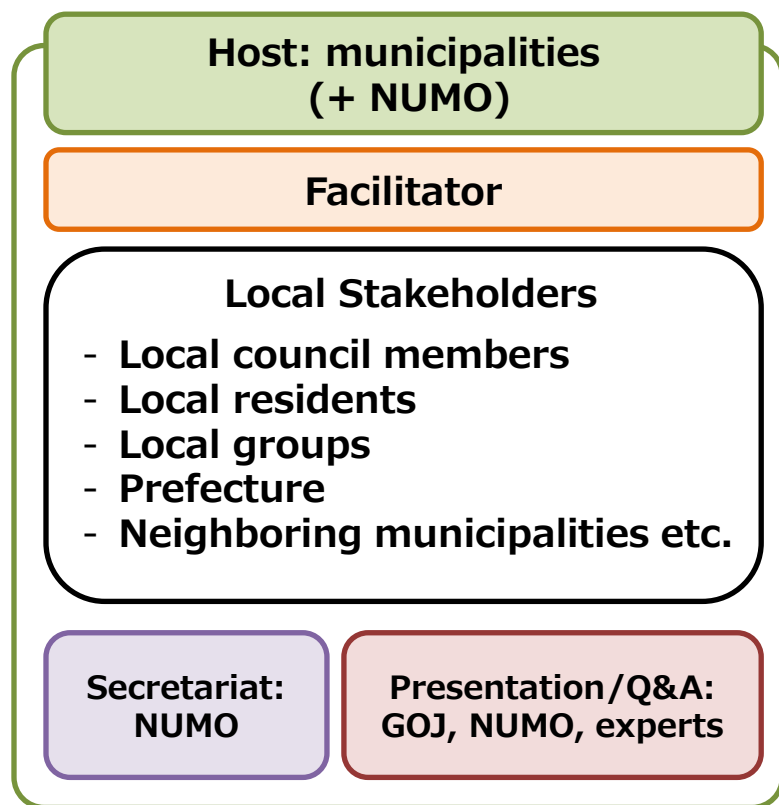 Host: municipalities
(+ NUMO)
Facilitator
Local Stakeholders
- Local council members
- Local residents
- Local groups
- Prefecture
- Neighboring municipalities etc.
Secretariat:
NUMO
Presentation/Q&A:
GOJ, NUMO, experts